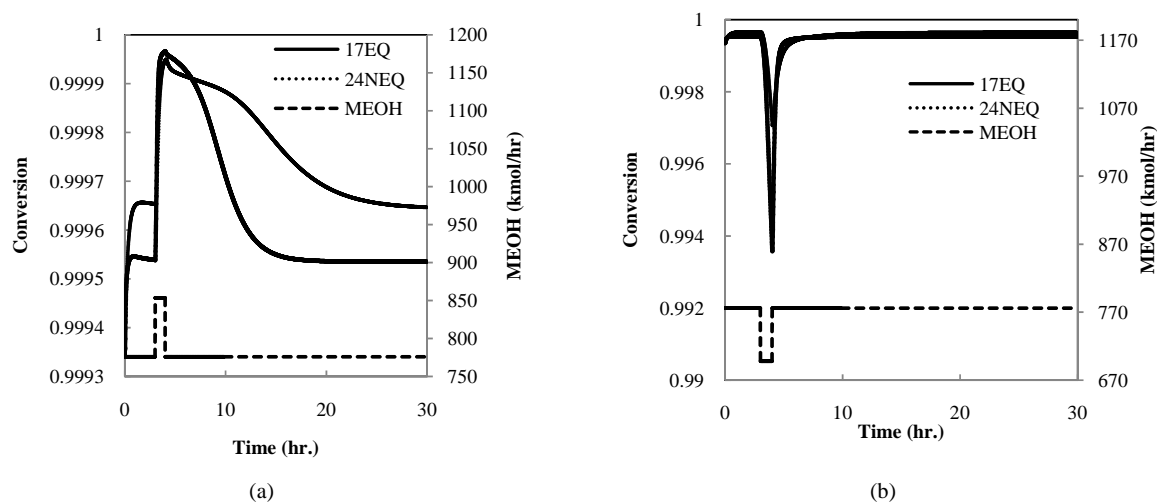 1
0.9999
0.9998
0.9997
0.9996
0.9995
0.9994
0.9993
Conversion
0 10 20 30
Time (hr.)
1200
1150
1100
1050
1000
950
900
850
800
750
MEOH (kmol/hr)
17EQ
24NEQ
MEOH
(a)
1
0.998
0.996
0.994
0.992
0.99
Conversion
0 10 20 30
Time (hr.)
1170
1070
970
870
770
670
MEOH (kmol/hr)
17EQ
24NEQ
MEOH
(b)